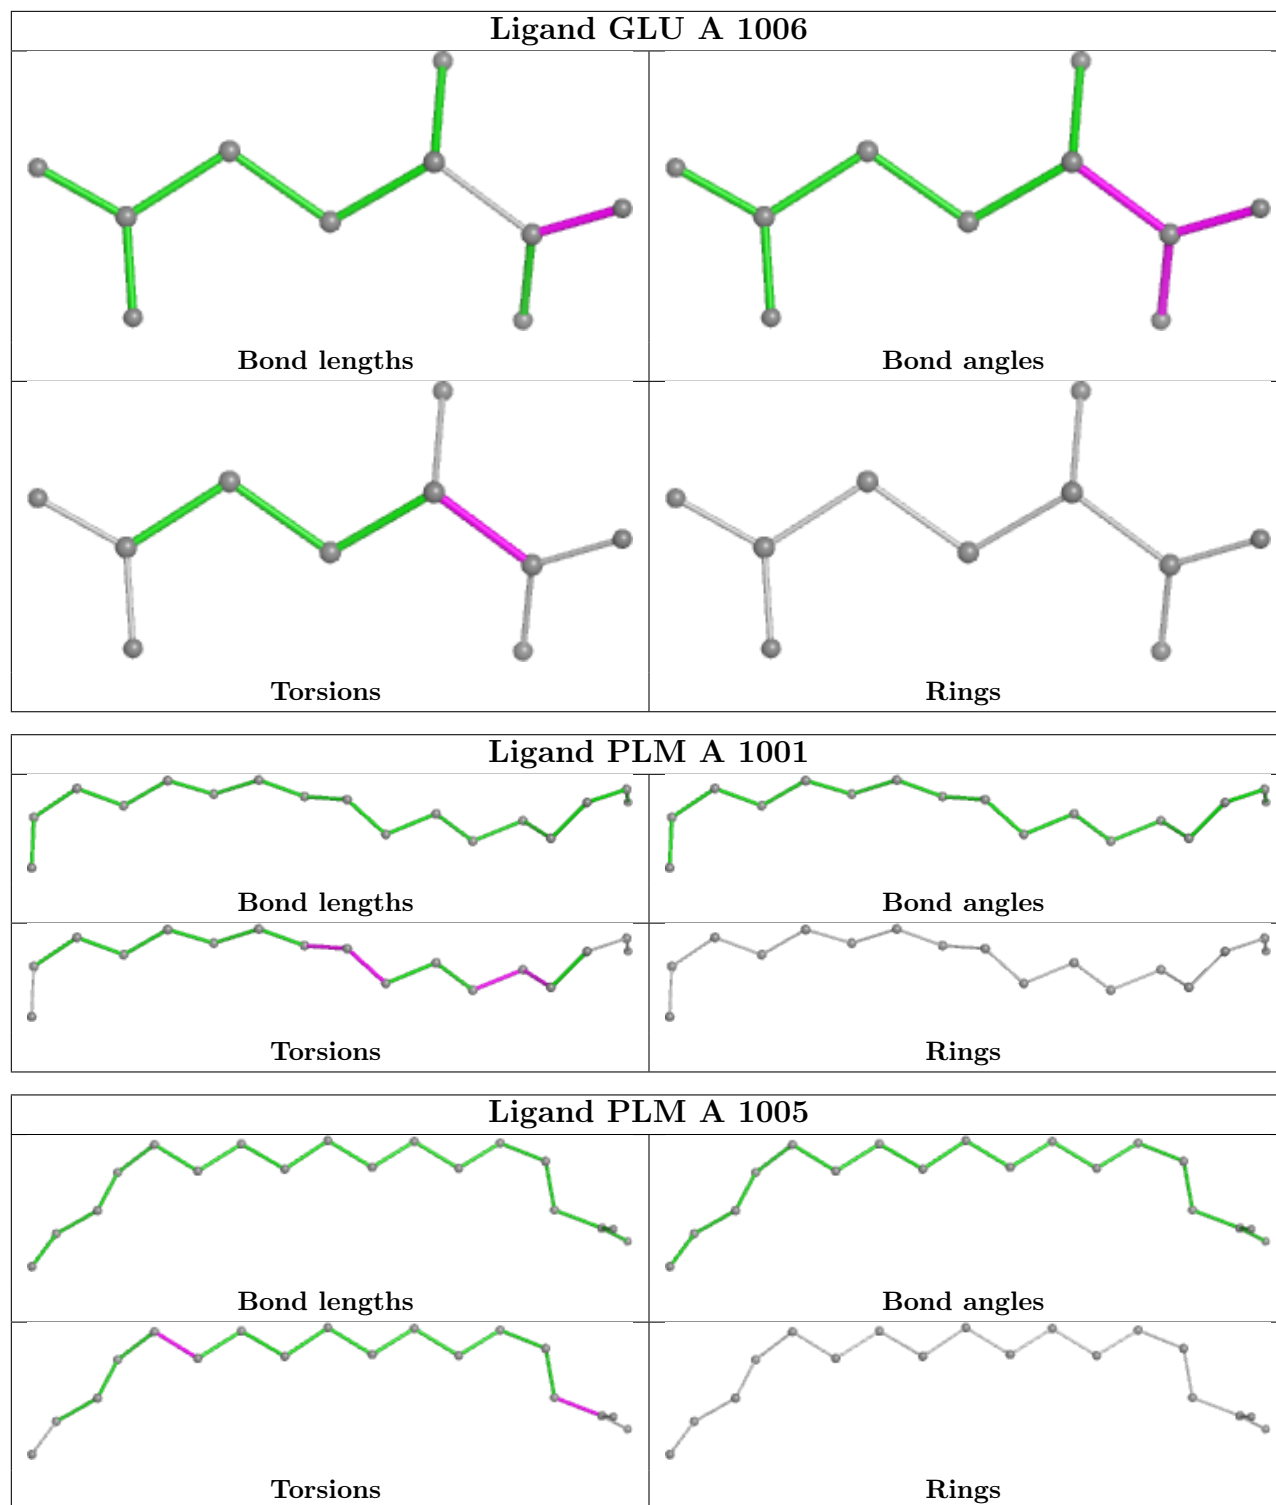 Ligand GLU A 1006
Bond lengths
Bond angles
Torsions
Rings
Ligand PLM A 1001
Bond lengths
Bond angles
Torsions
Rings
Ligand PLM A 1005
Bond lengths
Bond angles
Torsions
Rings